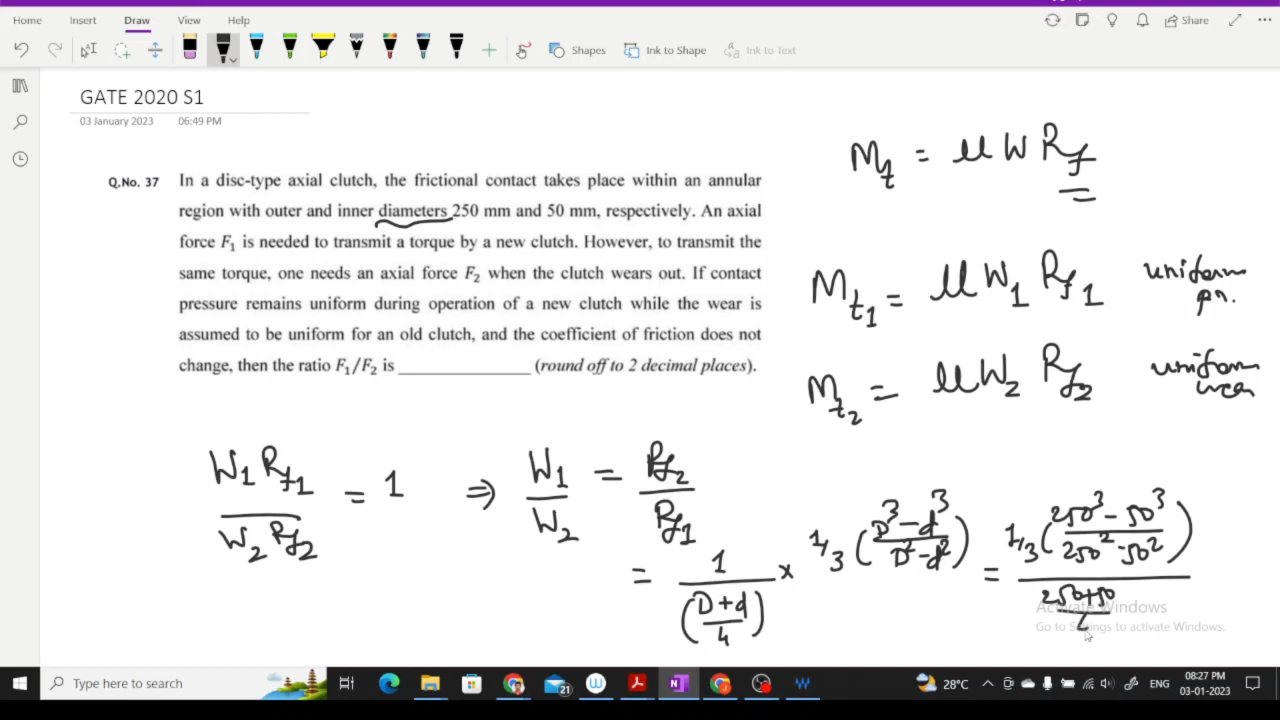 Home Insert Draw View Help
Share
Shapes Ink to Shape Ink to Text
GATE 2020 S1
03 January 2023 06:49 PM
Q.No. 37 In a disc-type axial clutch, the frictional contact takes place within an annular
region with outer and inner diameters 250 mm and 50 mm, respectively. An axial
force F₁ is needed to transmit a torque by a new clutch. However, to transmit the
same torque, one needs an axial force F₂ when the clutch wears out. If contact
pressure remains uniform during operation of a new clutch while the wear is
assumed to be uniform for an old clutch, and the coefficient of friction does not
change, then the ratio F₁/F₂ is ______________ (round off to 2 decimal places).
Mt = μ W Rf
Mt₁ = μ W₁ Rf₁ uniform pr.
Mt₂ = μ W₂ Rf₂ uniform wear
W₁ Rf₁ / W₂ Rf₂ = 1 ⇒ W₁ / W₂ = Rf₂ / Rf₁
= 1 / ((D + d) / 4) × 1/3 ((D³ – d³) / (D² – d²)) = 1/3 ((250³ – 50³) / (250² – 50²)) / ((250+50) / 4)
Activate Windows
Go to Settings to activate Windows.
Type here to search
21
28°C
ENG
08:27 PM
03-01-2023